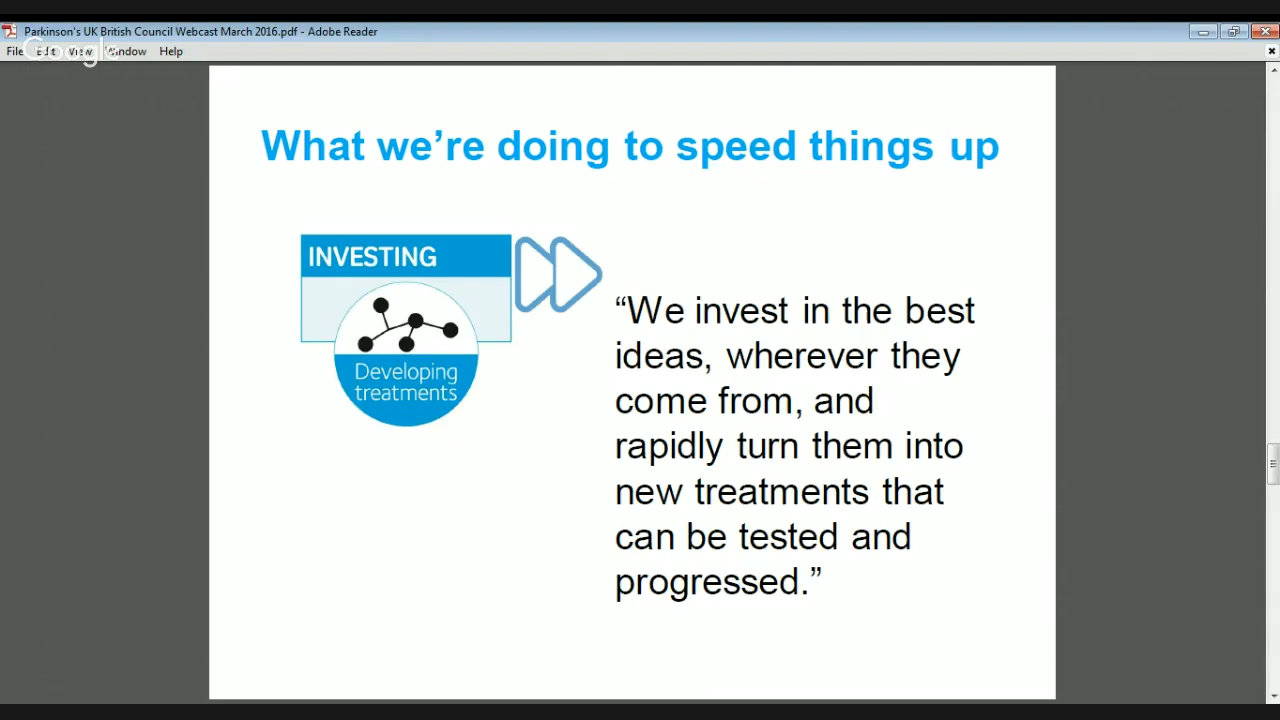 Parkinson's UK British Council Webcast March 2016.pdf - Adobe Reader
File Edit View Window Help
Google
What we’re doing to speed things up
INVESTING
Developing
treatments
“We invest in the best
ideas, wherever they
come from, and
rapidly turn them into
new treatments that
can be tested and
progressed.”